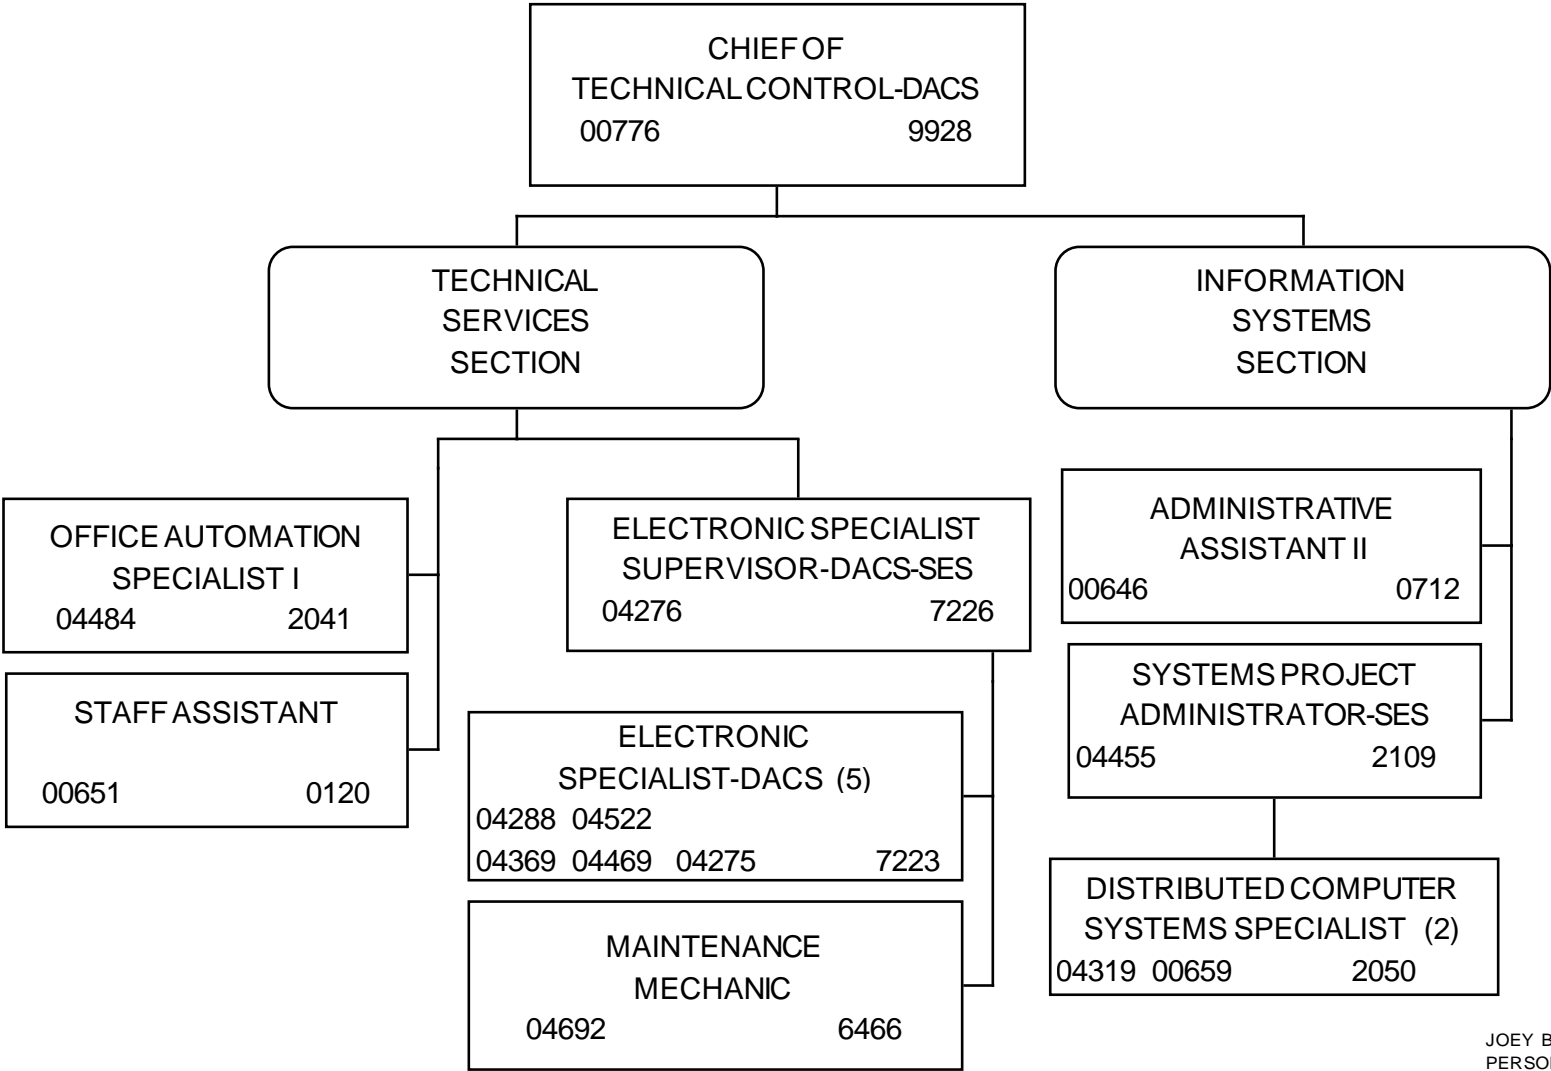 CHIEF OF
TECHNICAL CONTROL-DACS
00776 9928
TECHNICAL
SERVICES
SECTION
INFORMATION
SYSTEMS
SECTION
OFFICE AUTOMATION
SPECIALIST I
04484 2041
STAFF ASSISTANT
00651 0120
ELECTRONIC SPECIALIST
SUPERVISOR-DACS-SES
04276 7226
ELECTRONIC
SPECIALIST-DACS (5)
04288 04522
04369 04469 04275 7223
MAINTENANCE
MECHANIC
04692 6466
ADMINISTRATIVE
ASSISTANT II
00646 0712
SYSTEMS PROJECT
ADMINISTRATOR-SES
04455 2109
DISTRIBUTED COMPUTER
SYSTEMS SPECIALIST (2)
04319 00659 2050
JOEY B